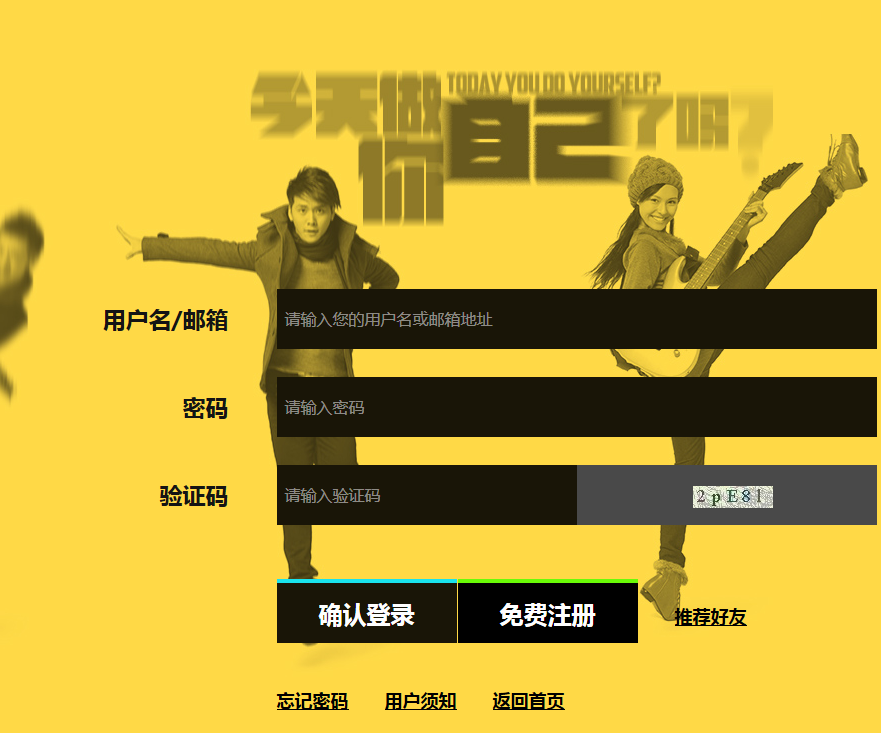 TODAY YOU DO YOURSELF?
今天做自己了吗?
你
用户名/邮箱
请输入您的用户名或邮箱地址
密码
请输入密码
验证码
请输入验证码
2pE8l
确认登录
免费注册
推荐好友
忘记密码 用户须知 返回首页